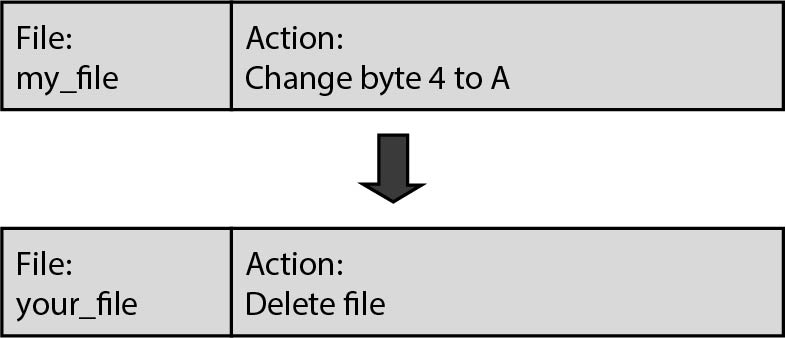 File:
my_file
Action:
Change byte 4 to A
File:
your_file
Action:
Delete file